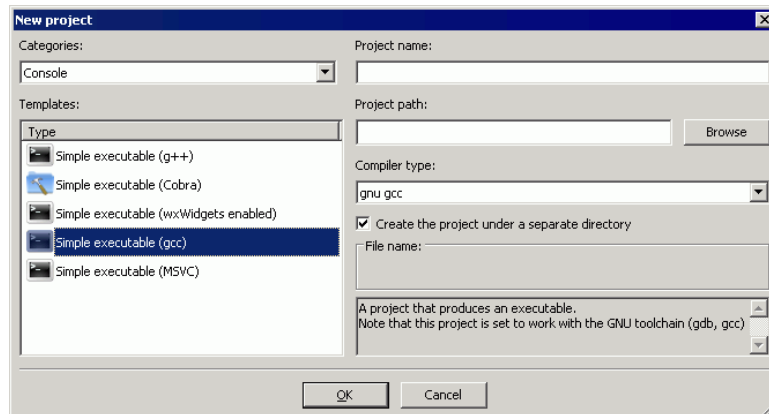 New project
Categories:
Console
Templates:
Type
Simple executable (g++)
Simple executable (Cobra)
Simple executable (wxWidgets enabled)
Simple executable (gcc)
Simple executable (MSVC)
Project name:
Project path:
Browse
Compiler type:
gnu gcc
Create the project under a separate directory
File name:
A project that produces an executable.
Note that this project is set to work with the GNU toolchain (gdb, gcc)
OK
Cancel